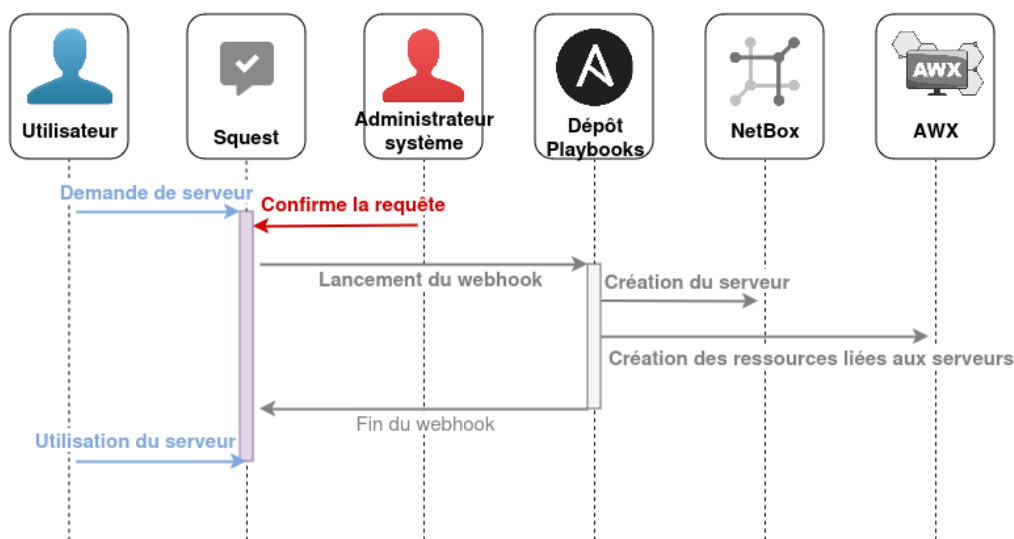 Utilisateur
Squest
Administrateur
système
Dépôt
Playbooks
NetBox
AWX
AWX
Demande de serveur
Confirme la requête
Lancement du webhook
Création du serveur
Création des ressources liées aux serveurs
Fin du webhook
Utilisation du serveur